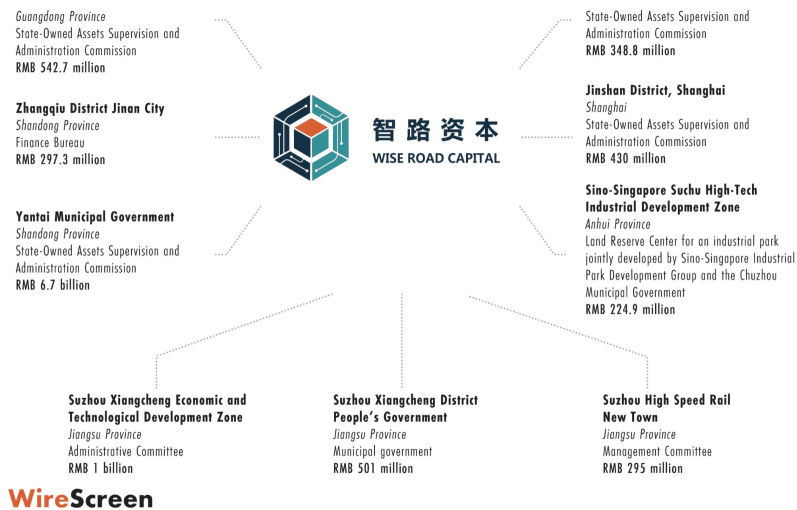 Guangdong Province
State-Owned Assets Supervision and
Administration Commission
RMB 542.7 million
Zhangqiu District Jinan City
Shandong Province
Finance Bureau
RMB 297.3 million
Yantai Municipal Government
Shandong Province
State-Owned Assets Supervision and
Administration Commission
RMB 6.7 billion
智路资本
WISE ROAD CAPITAL
State-Owned Assets Supervision and
Administration Commission
RMB 348.8 million
Jinshan District, Shanghai
Shanghai
State-Owned Assets Supervision and
Administration Commission
RMB 430 million
Sino-Singapore Suchu High-Tech
Industrial Development Zone
Anhui Province
Land Reserve Center for an industrial park
jointly developed by Sino-Singapore Industrial
Park Development Group and the Chuzhou
Municipal Government
RMB 224.9 million
Suzhou Xiangcheng Economic and
Technological Development Zone
Jiangsu Province
Administrative Committee
RMB 1 billion
Suzhou Xiangcheng District
People's Government
Jiangsu Province
Municipal government
RMB 501 million
Suzhou High Speed Rail
New Town
Jiangsu Province
Management Committee
RMB 295 million
WireScreen